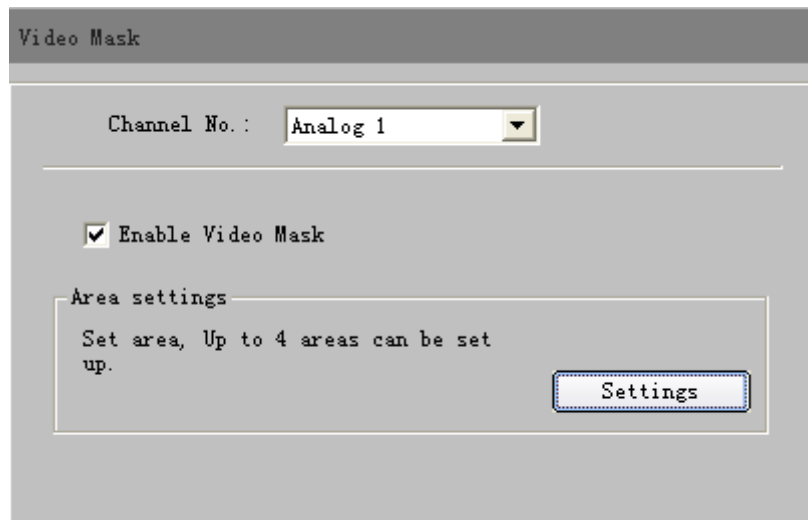 Video Mask
Channel No.: Analog 1
Enable Video Mask
Area settings
Set area, Up to 4 areas can be set
up.
Settings